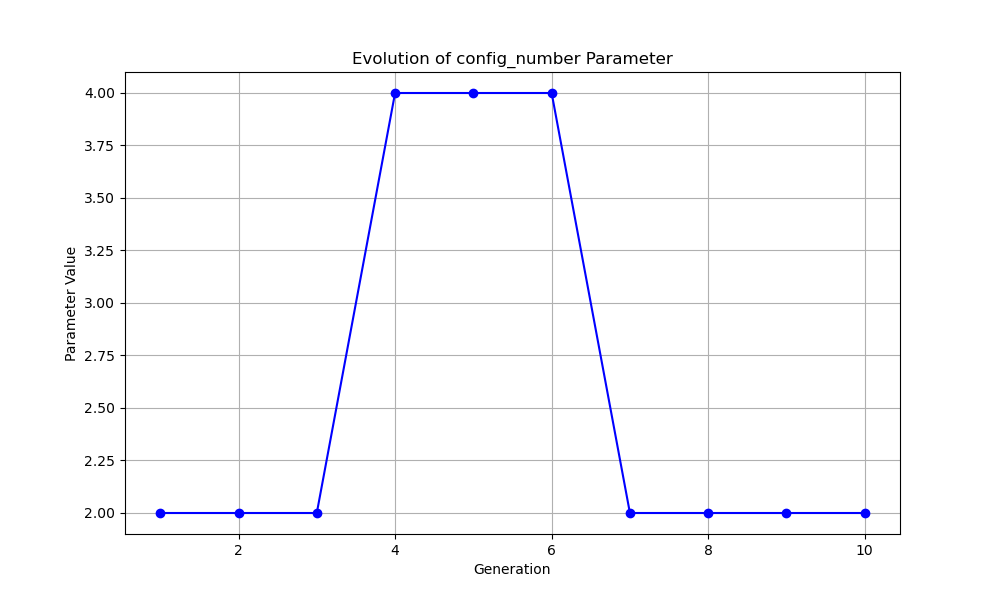 Evolution of config_number Parameter
4.00
3.75
3.50
3.25
3.00
2.75
2.50
2.25
2.00
Parameter Value
2 4 6 8 10
Generation